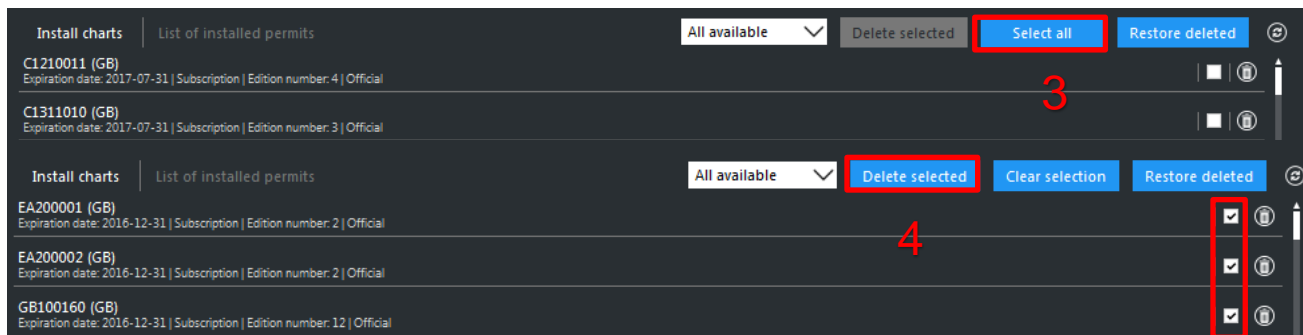 Install charts List of installed permits All available Delete selected Select all Restore deleted
C1210011 (GB)
Expiration date: 2017-07-31 | Subscription | Edition number: 4 | Official
3
C1311010 (GB)
Expiration date: 2017-07-31 | Subscription | Edition number: 3 | Official
Install charts List of installed permits All available Delete selected Clear selection Restore deleted
EA200001 (GB)
Expiration date: 2016-12-31 | Subscription | Edition number: 2 | Official
4
EA200002 (GB)
Expiration date: 2016-12-31 | Subscription | Edition number: 2 | Official
GB100160 (GB)
Expiration date: 2016-12-31 | Subscription | Edition number: 12 | Official